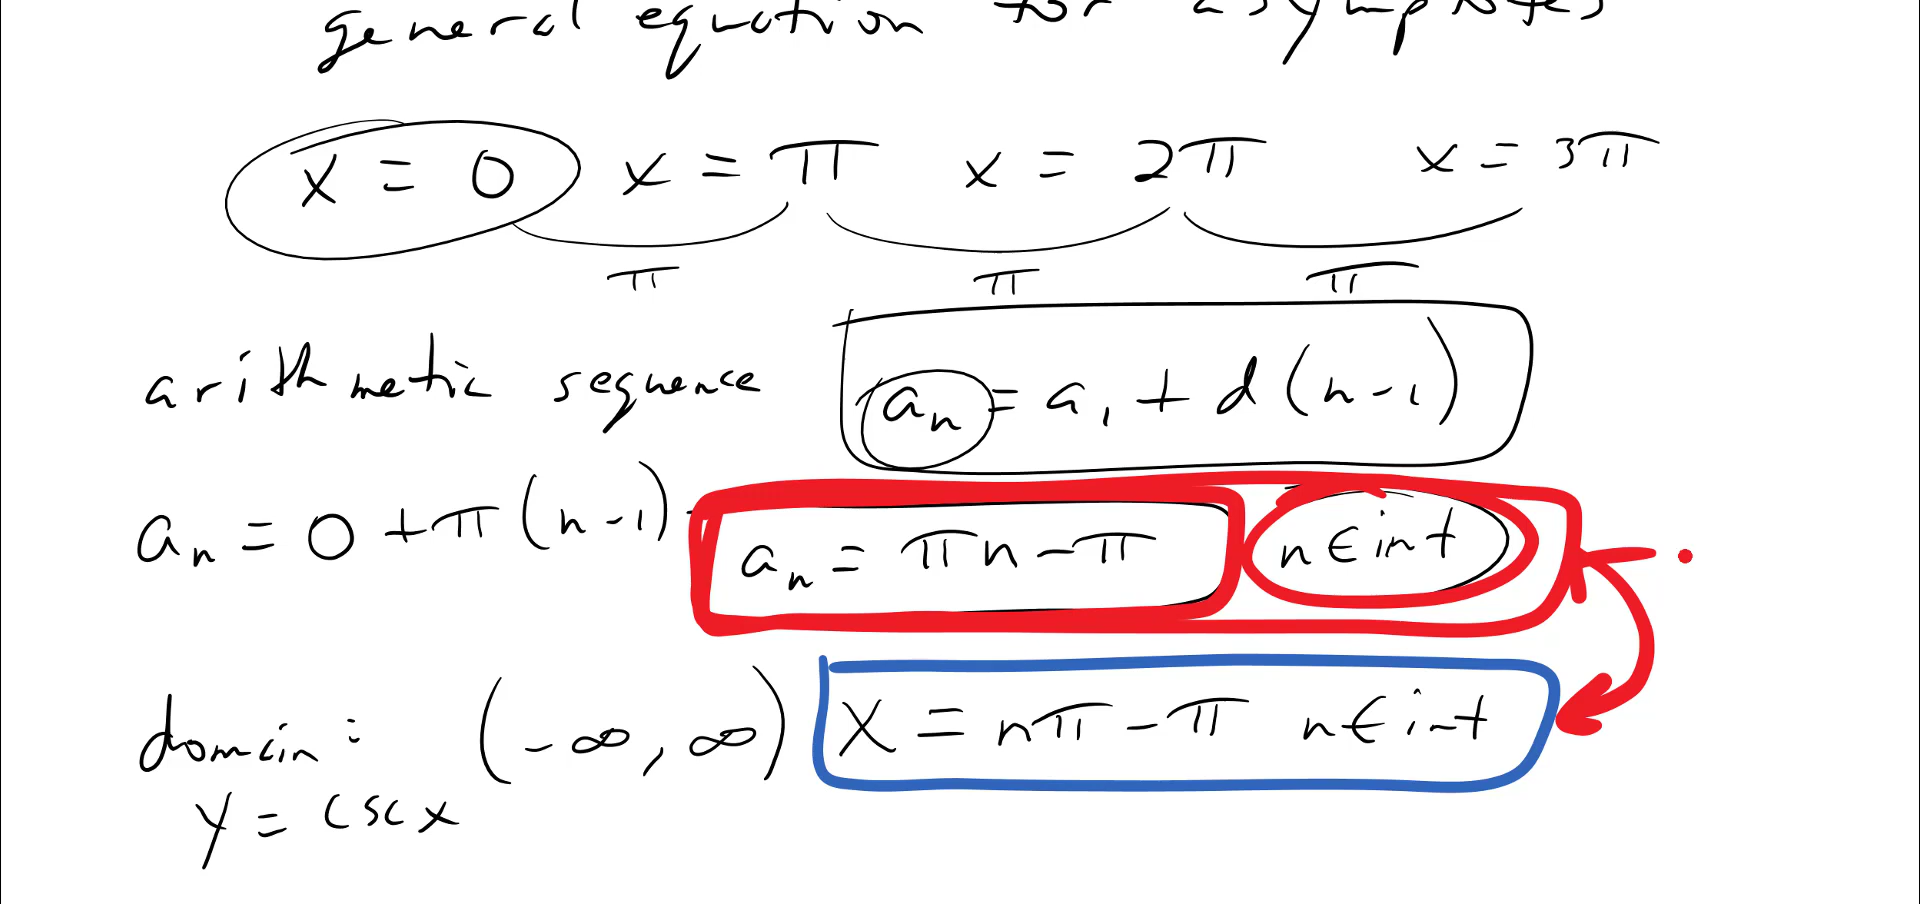 general equation for asymptotes
x = 0 x = π x = 2π x = 3π
π π π
arithmetic sequence aₙ = a₁ + d(n-1)
aₙ = 0 + π(n-1) aₙ = πn - π n ∈ int
domain: (-∞, ∞) x = nπ - π n ∈ int
y = csc x